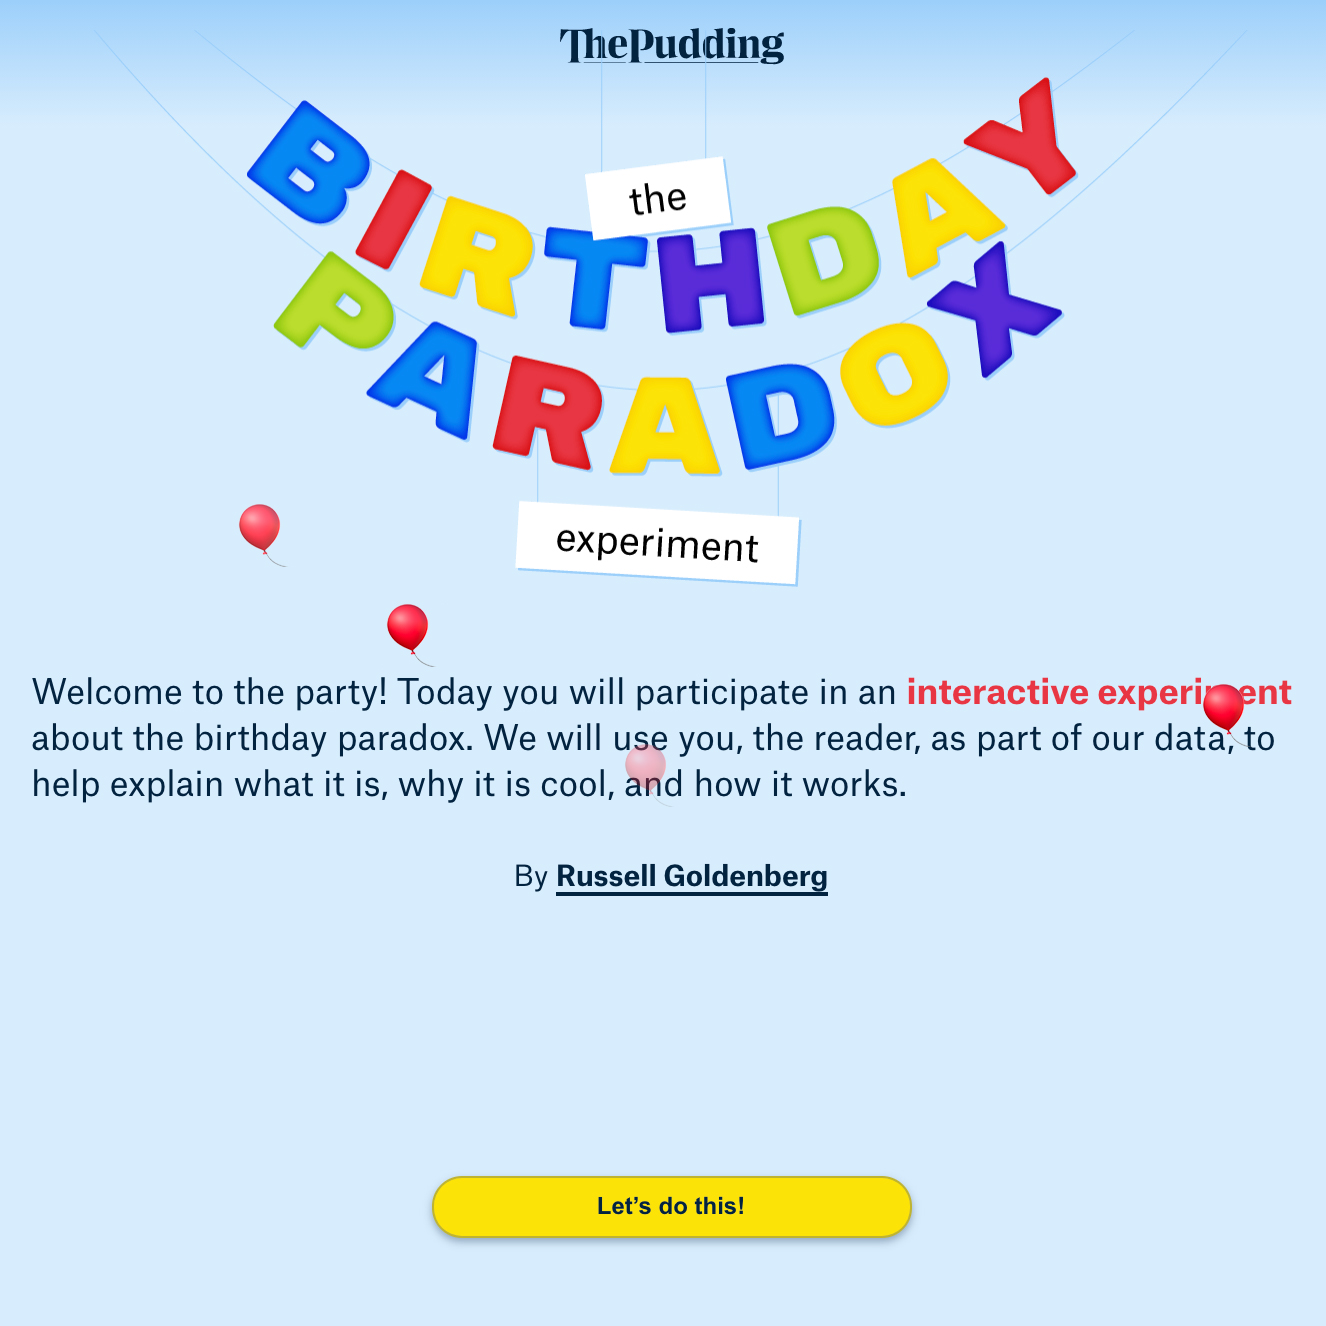 The Pudding
the
BIRTHDAY
PARADOX
experiment
Welcome to the party! Today you will participate in an interactive experiment
about the birthday paradox. We will use you, the reader, as part of our data, to
help explain what it is, why it is cool, and how it works.
By Russell Goldenberg
Let’s do this!